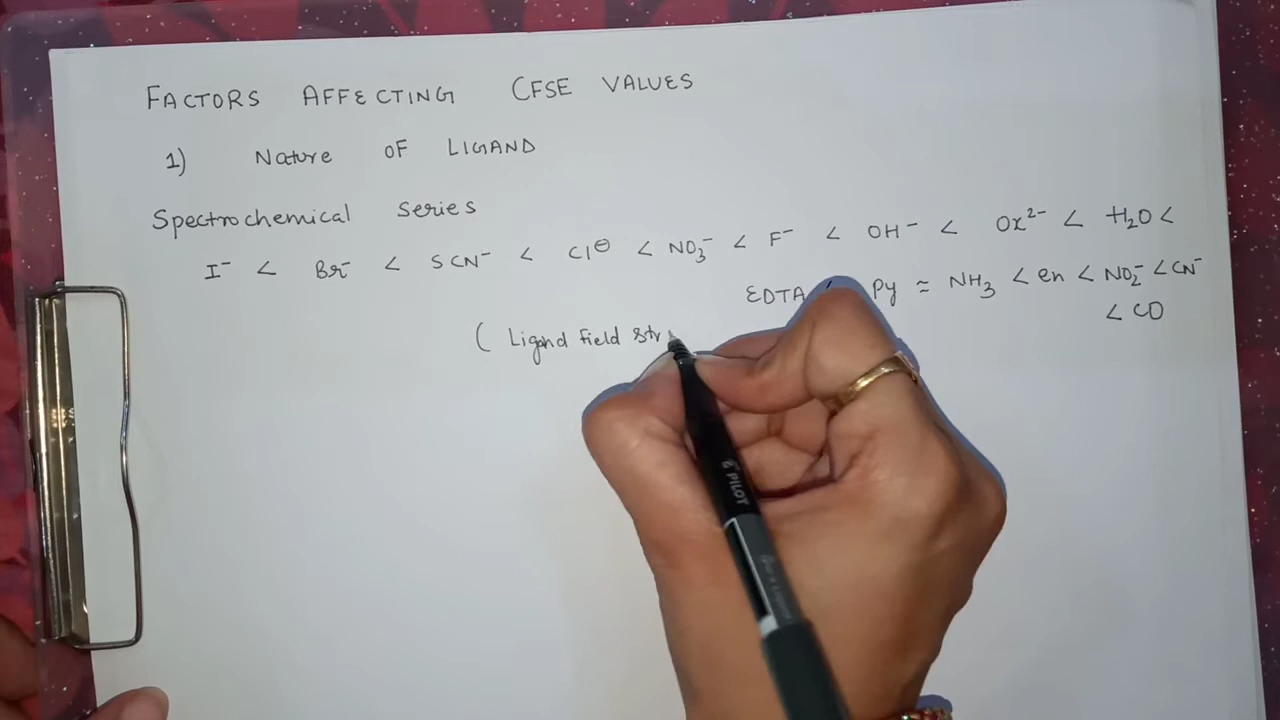 FACTORS AFFECTING CFSE VALUES
1) Nature OF LIGAND
Spectrochemical Series
I⁻ < Br⁻ < SCN⁻ < Cl⊖ < NO₃⁻ < F⁻ < OH⁻ < Ox²⁻ < H₂O <
EDTA < Py ≈ NH₃ < en < NO₂⁻ < CN⁻
< CO
( Ligand field str
PILOT